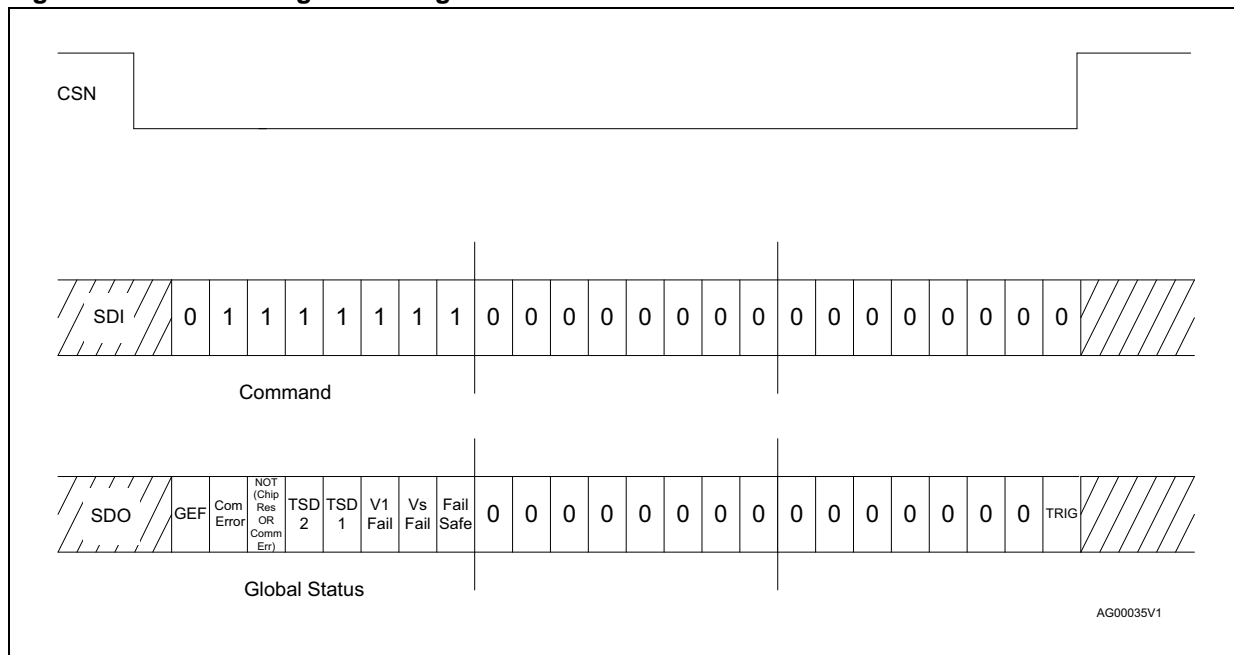 CSN
SDI 0 1 1 1 1 1 1 1 0 0 0 0 0 0 0 0 0 0 0 0 0 0 0 0
Command
SDO GEF Com Error NOT (Chip Res OR Comm Err) TSD 2 TSD 1 V1 Fail Vs Fail Fail Safe 0 0 0 0 0 0 0 0 0 0 0 0 0 0 0 TRIG
Global Status
AG00035V1